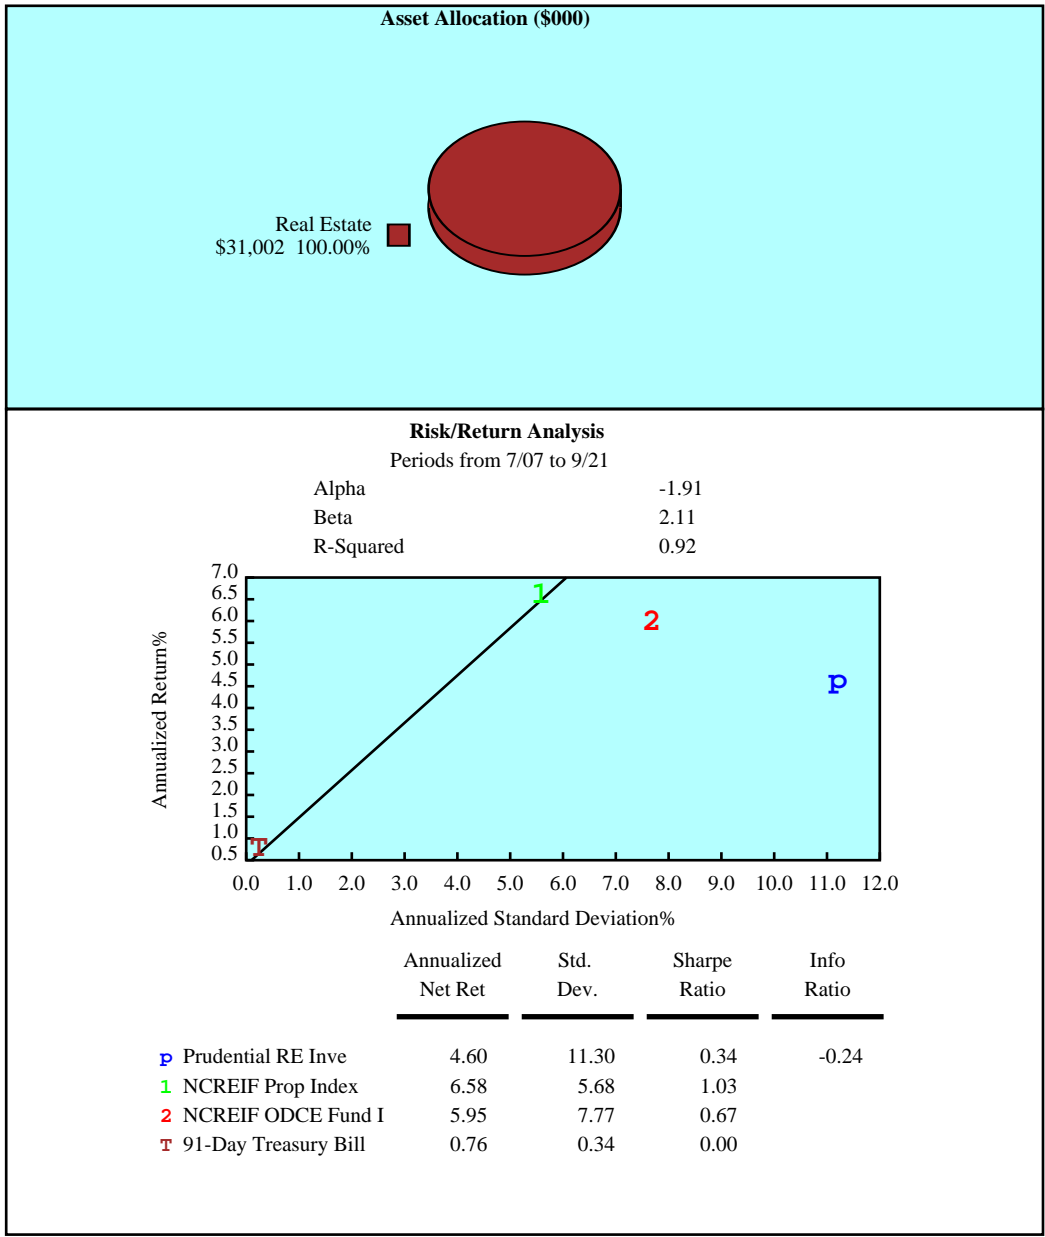 Asset Allocation ($000)
Real Estate
$31,002 100.00%
Risk/Return Analysis
Periods from 7/07 to 9/21
Alpha -1.91
Beta 2.11
R-Squared 0.92
7.0
6.5
6.0
5.5
5.0
4.5
4.0
3.5
3.0
2.5
2.0
1.5
1.0
0.5
Annualized Return%
1
2
p
T
0.0 1.0 2.0 3.0 4.0 5.0 6.0 7.0 8.0 9.0 10.0 11.0 12.0
Annualized Standard Deviation%
Annualized Std. Sharpe Info
Net Ret Dev. Ratio Ratio
p Prudential RE Inve 4.60 11.30 0.34 -0.24
1 NCREIF Prop Index 6.58 5.68 1.03
2 NCREIF ODCE Fund I 5.95 7.77 0.67
T 91-Day Treasury Bill 0.76 0.34 0.00